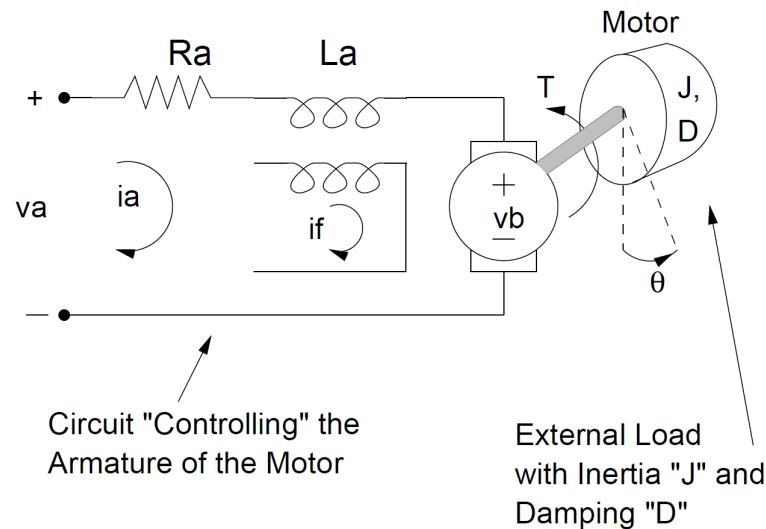 Motor
Ra
La
T
J,
D
+
va
ia
if
+
vb
—
θ
—
Circuit "Controlling" the
Armature of the Motor
External Load
with Inertia "J" and
Damping "D"